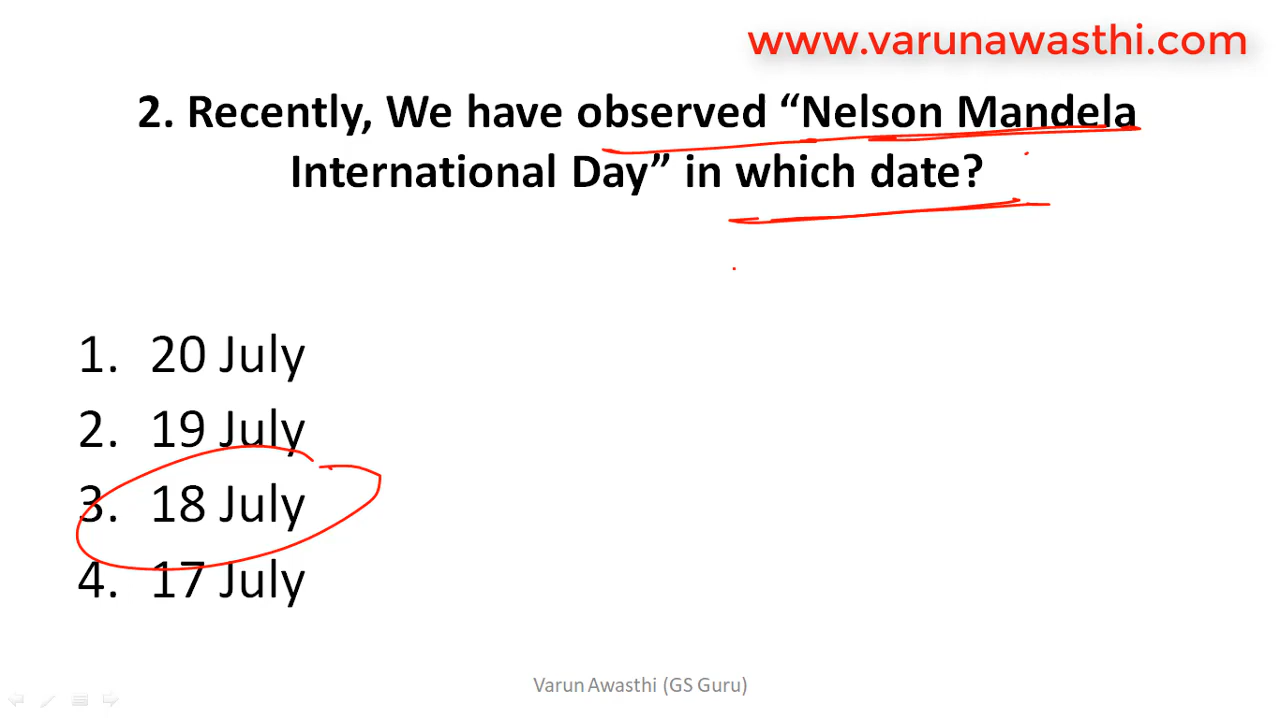 www.varunawasthi.com
2. Recently, We have observed “Nelson Mandela
International Day” in which date?
1. 20 July
2. 19 July
3. 18 July
4. 17 July
Varun Awasthi (GS Guru)